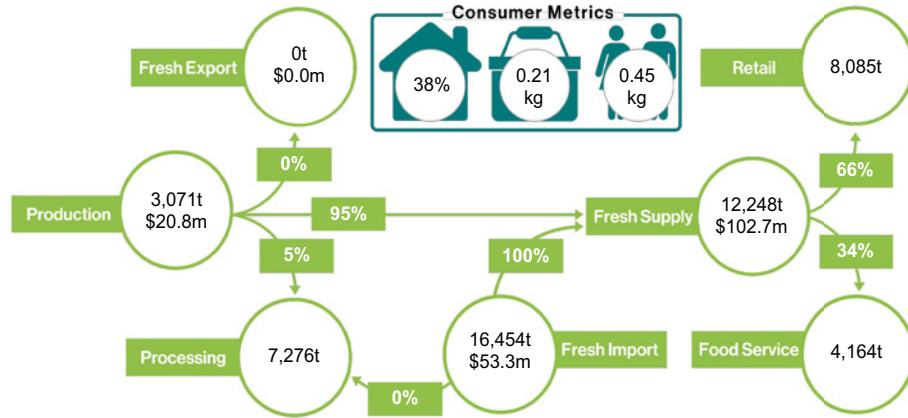 Consumer Metrics
Fresh Export
0t
$0.0m
38%
0.21
kg
0.45
kg
Retail
8,085t
0%
66%
Production
3,071t
$20.8m
95%
Fresh Supply
12,248t
$102.7m
5%
100%
34%
Processing
7,276t
16,454t
$53.3m
Fresh Import
Food Service
4,164t
0%